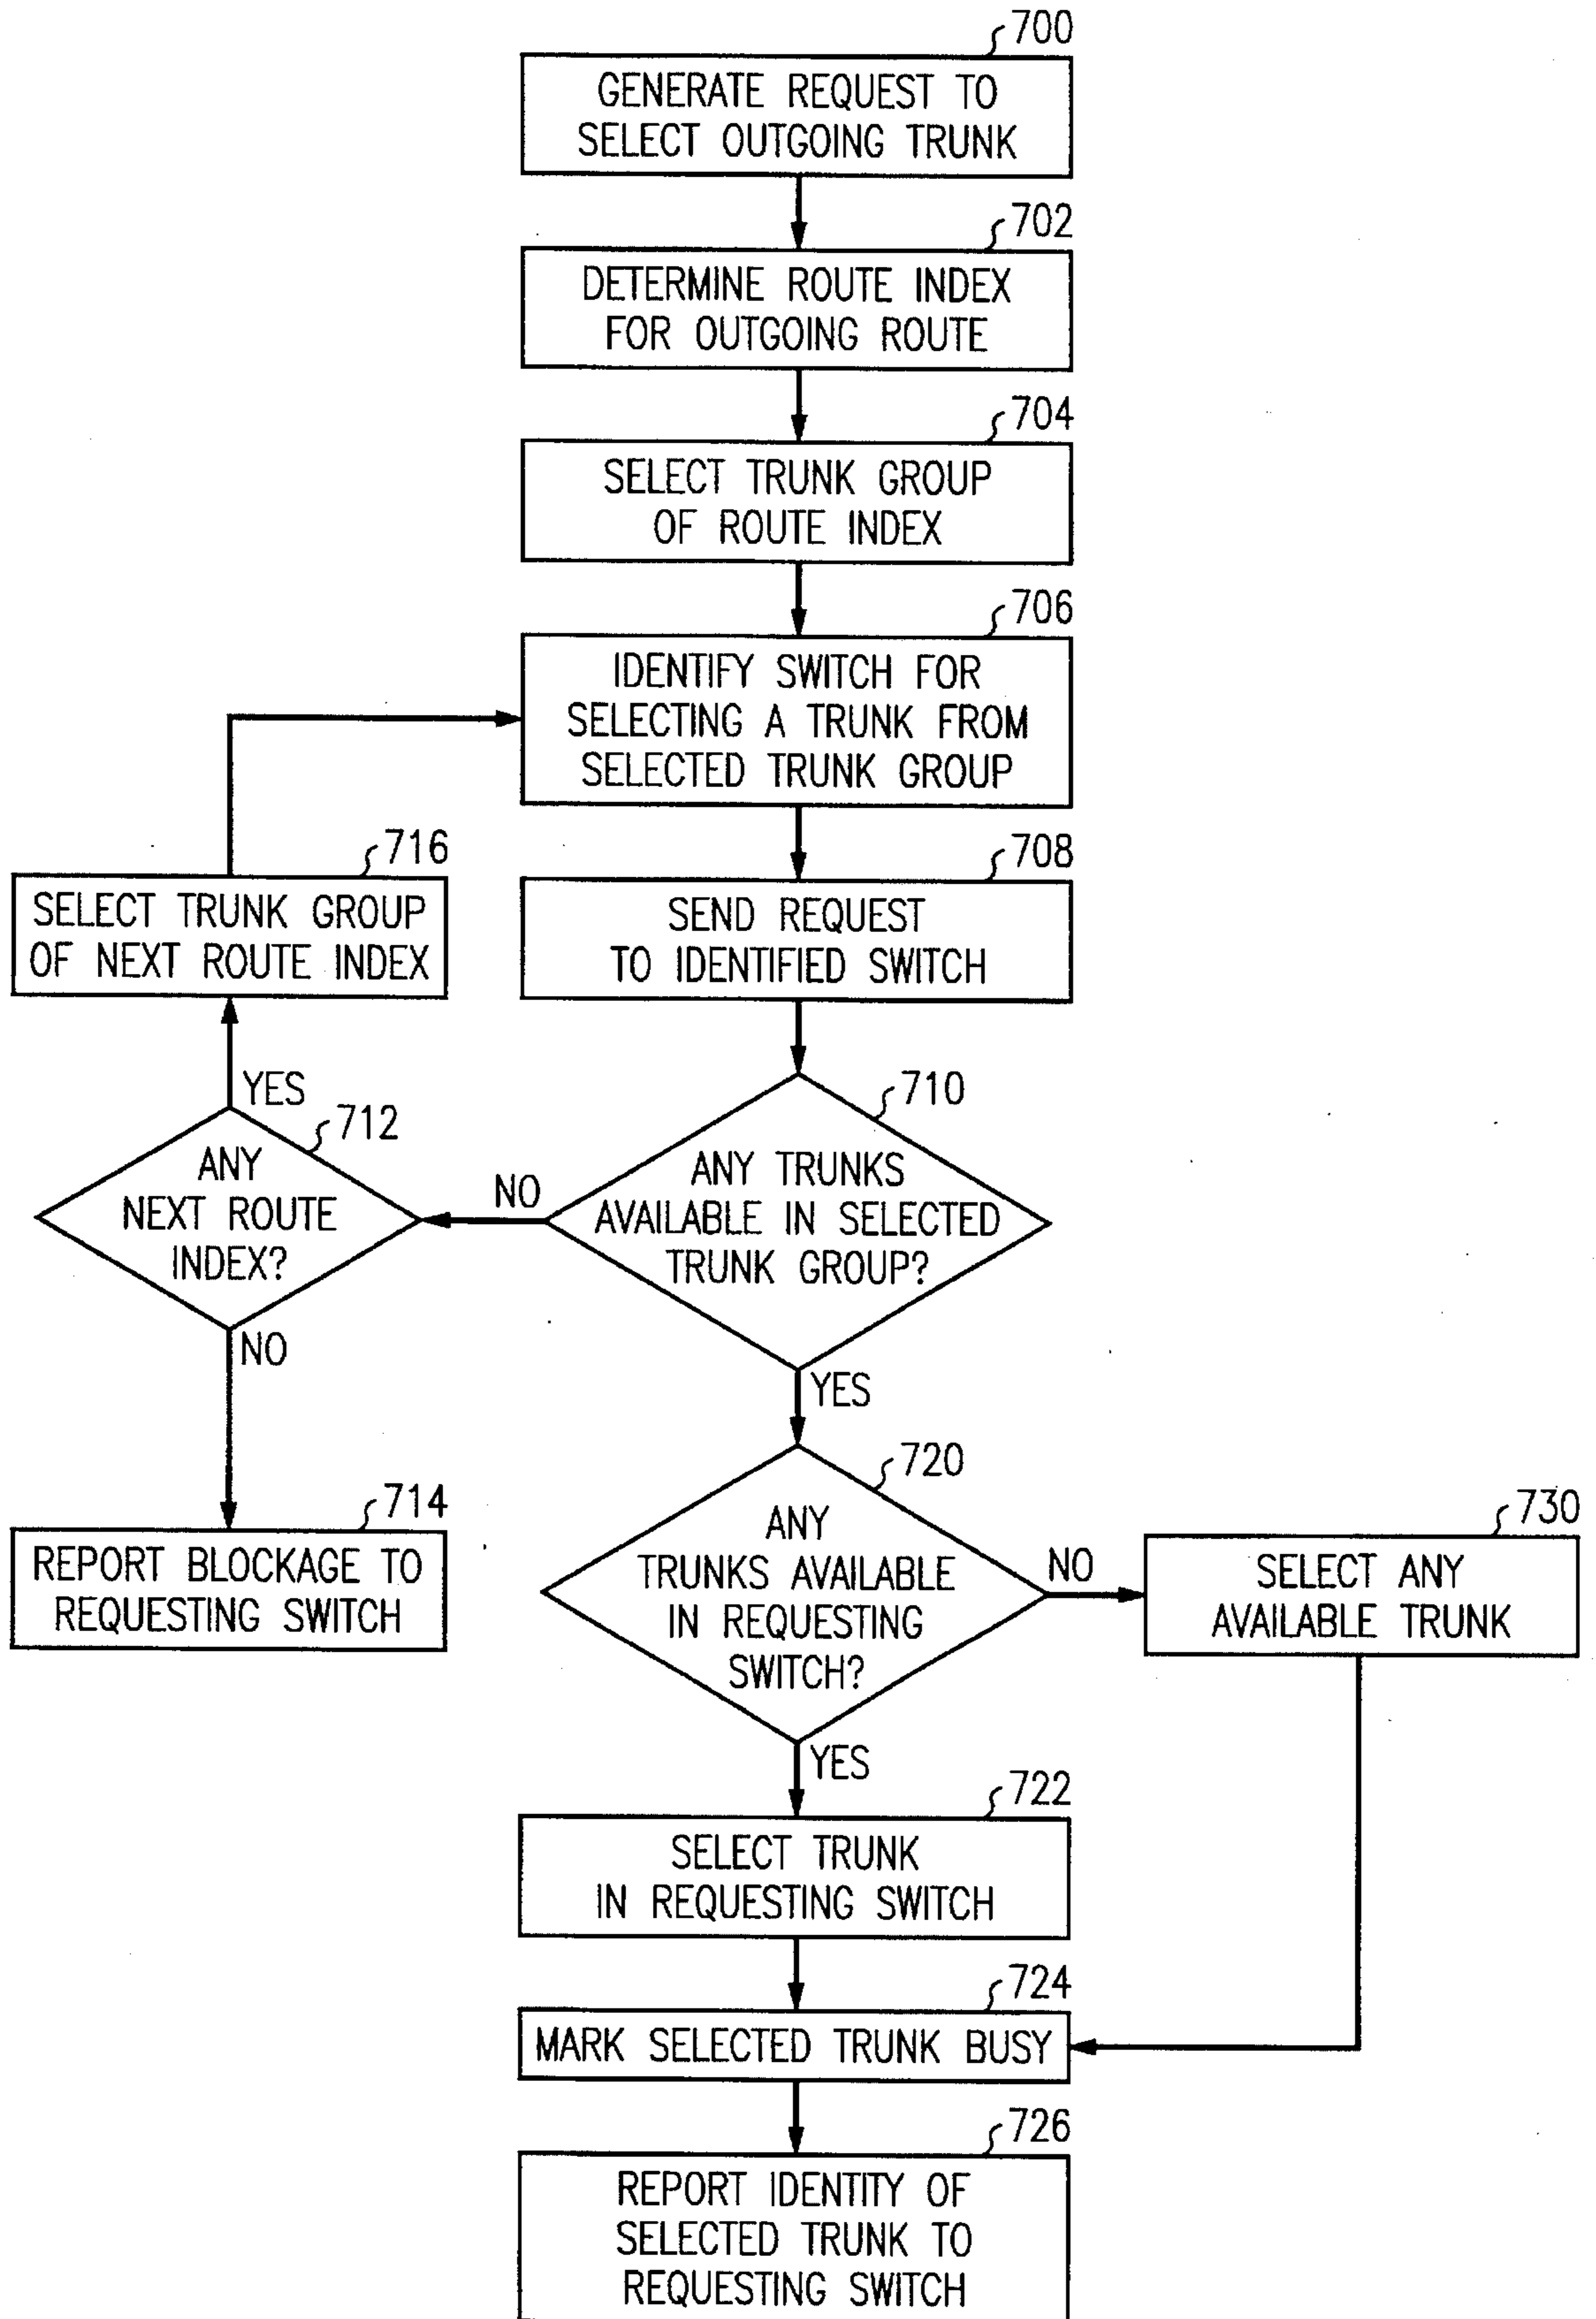 700
GENERATE REQUEST TO
SELECT OUTGOING TRUNK
702
DETERMINE ROUTE INDEX
FOR OUTGOING ROUTE
704
SELECT TRUNK GROUP
OF ROUTE INDEX
706
IDENTIFY SWITCH FOR
SELECTING A TRUNK FROM
SELECTED TRUNK GROUP
716
SELECT TRUNK GROUP
OF NEXT ROUTE INDEX
708
SEND REQUEST
TO IDENTIFIED SWITCH
YES
712
ANY
NEXT ROUTE
INDEX?
NO
710
ANY TRUNKS
AVAILABLE IN SELECTED
TRUNK GROUP?
NO
YES
714
REPORT BLOCKAGE TO
REQUESTING SWITCH
720
ANY
TRUNKS AVAILABLE
IN REQUESTING
SWITCH?
NO
730
SELECT ANY
AVAILABLE TRUNK
YES
722
SELECT TRUNK
IN REQUESTING SWITCH
724
MARK SELECTED TRUNK BUSY
726
REPORT IDENTITY OF
SELECTED TRUNK TO
REQUESTING SWITCH